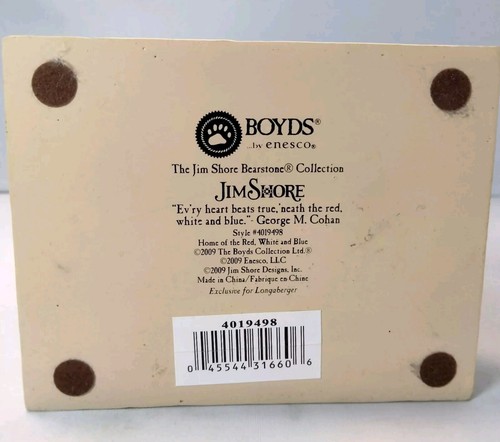 BOYDS®
...by enesco®
The Jim Shore Bearstone® Collection
JIM SHORE
"Ev'ry heart beats true, 'neath the red,
white and blue." - George M. Cohan
Style #4019498
Home of the Red, White and Blue
©2009 The Boyds Collection Ltd.®
©2009 Enesco, LLC
©2009 Jim Shore Designs, Inc.
Made in China/Fabriqué en Chine
Exclusive for Longaberger
4019498
0 45544 31660 6